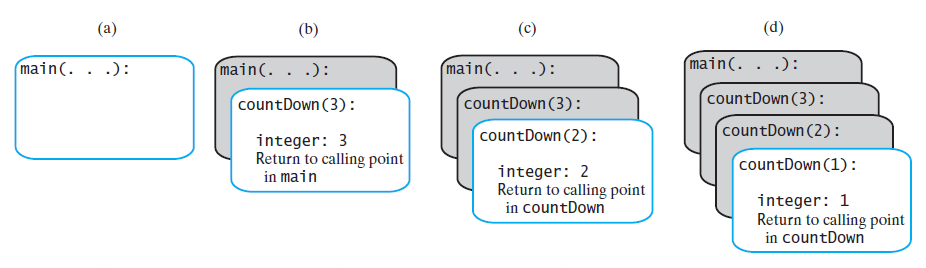 (a)
main(. . .):
(b)
main(. . .):
countDown(3):
integer: 3
Return to calling point
in main
(c)
main(. . .):
countDown(3):
countDown(2):
integer: 2
Return to calling point
in countDown
(d)
main(. . .):
countDown(3):
countDown(2):
countDown(1):
integer: 1
Return to calling point
in countDown